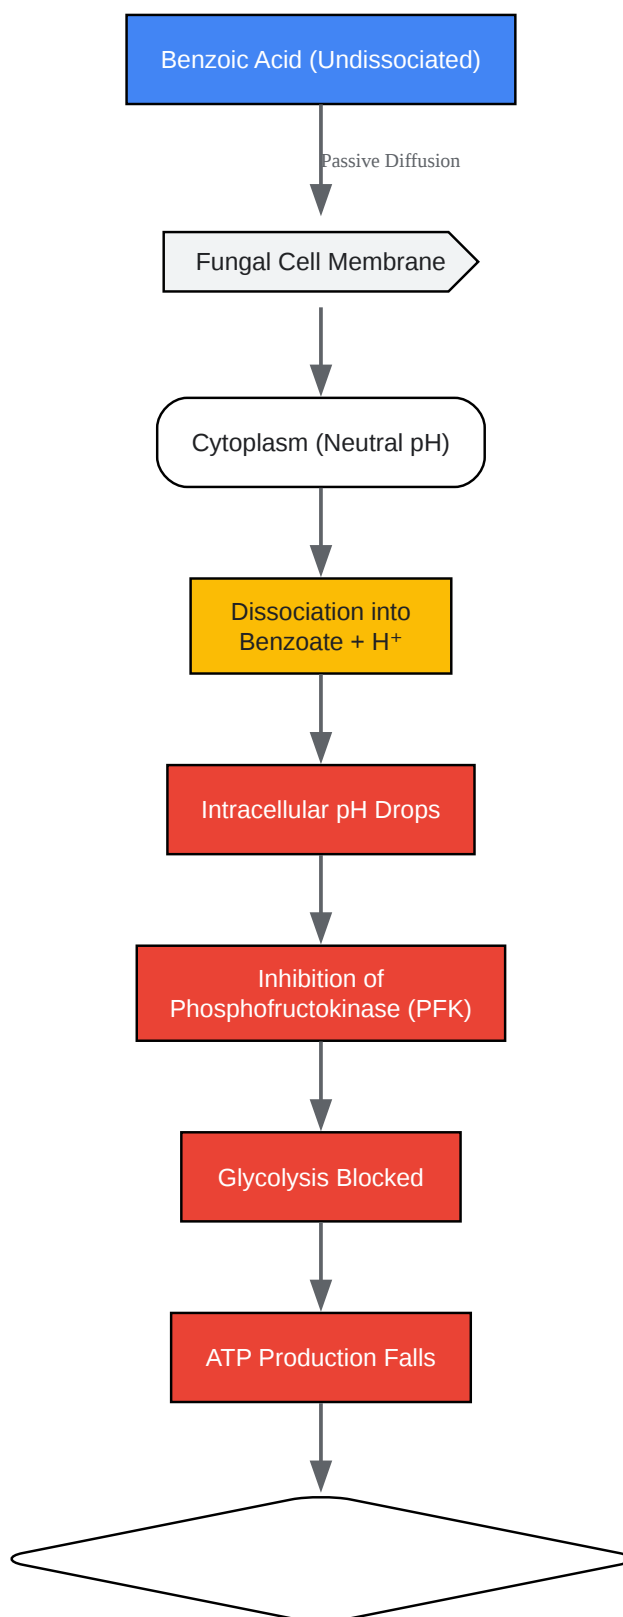 Benzoic Acid (Undissociated)
Passive Diffusion
Fungal Cell Membrane
Cytoplasm (Neutral pH)
Dissociation into
Benzoate + H⁺
Intracellular pH Drops
Inhibition of
Phosphofructokinase (PFK)
Glycolysis Blocked
ATP Production Falls